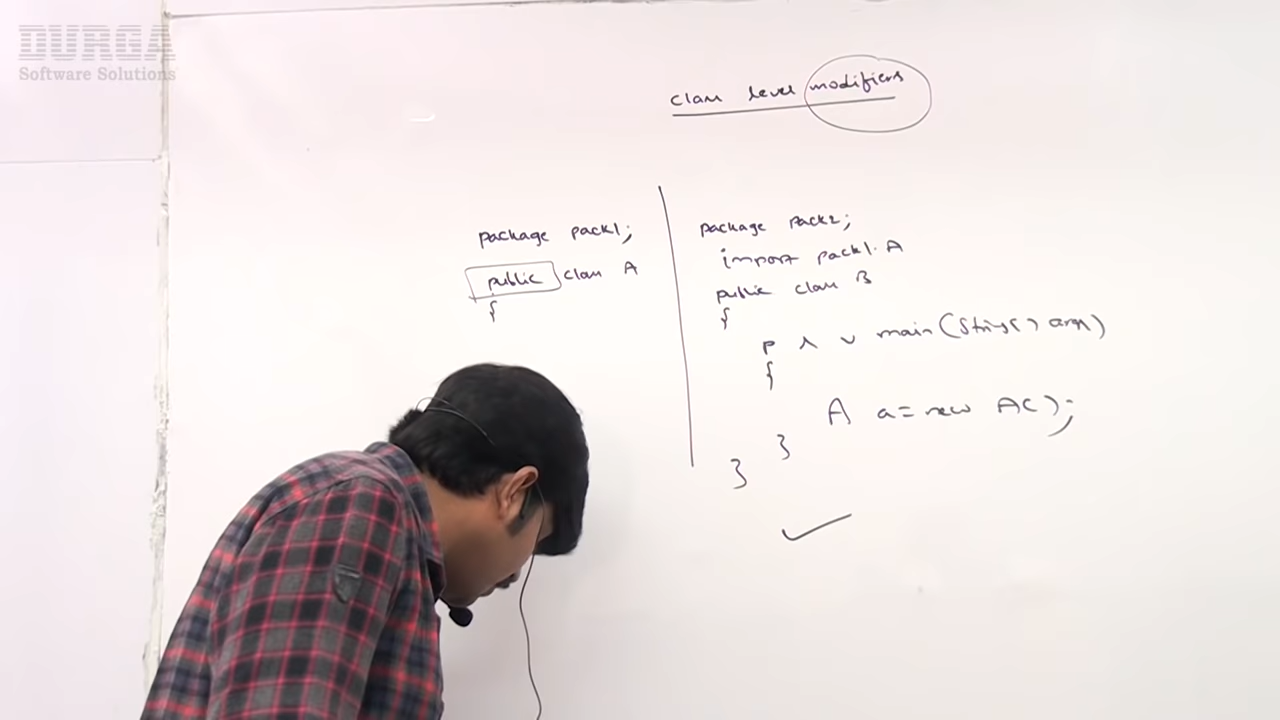 DURGA
Software Solutions
class level modifiers
package pack1;
public class A
{
package pack2;
import pack1.A
public class B
{
p s v main(String[] args)
{
A a=new A();
}
}